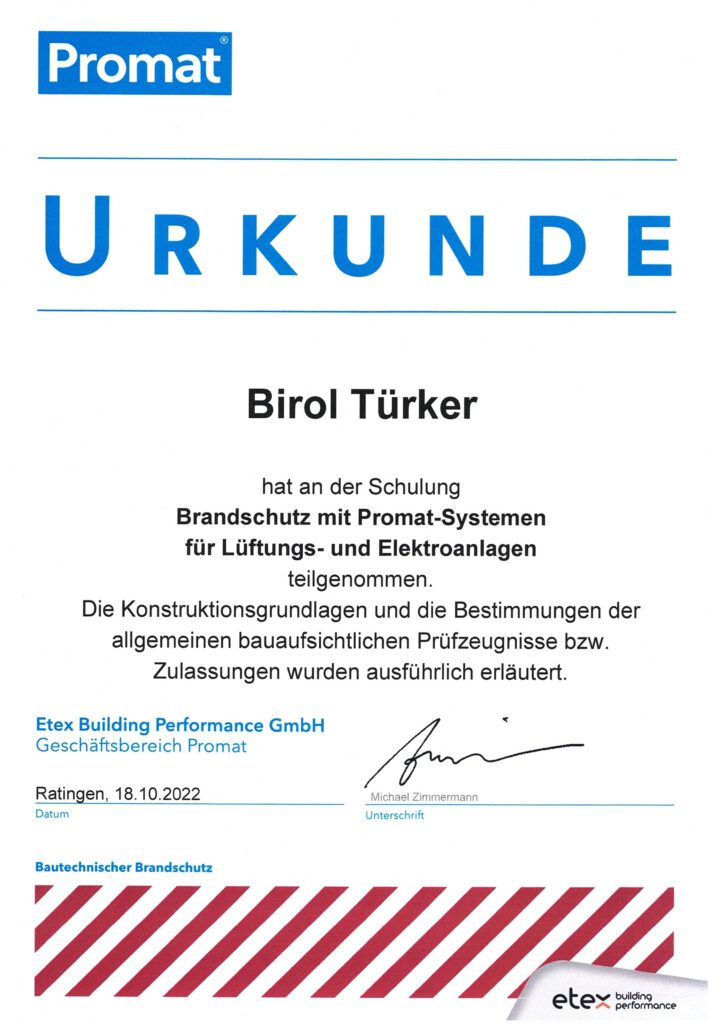 Promat®
URKUNDE
Birol Türker
hat an der Schulung
Brandschutz mit Promat-Systemen
für Lüftungs- und Elektroanlagen
teilgenommen.
Die Konstruktionsgrundlagen und die Bestimmungen der
allgemeinen bauaufsichtlichen Prüfzeugnisse bzw.
Zulassungen wurden ausführlich erläutert.
Etex Building Performance GmbH
Geschäftsbereich Promat
Ratingen, 18.10.2022
Michael Zimmermann
Datum
Unterschrift
Bautechnischer Brandschutz
etex building
performance